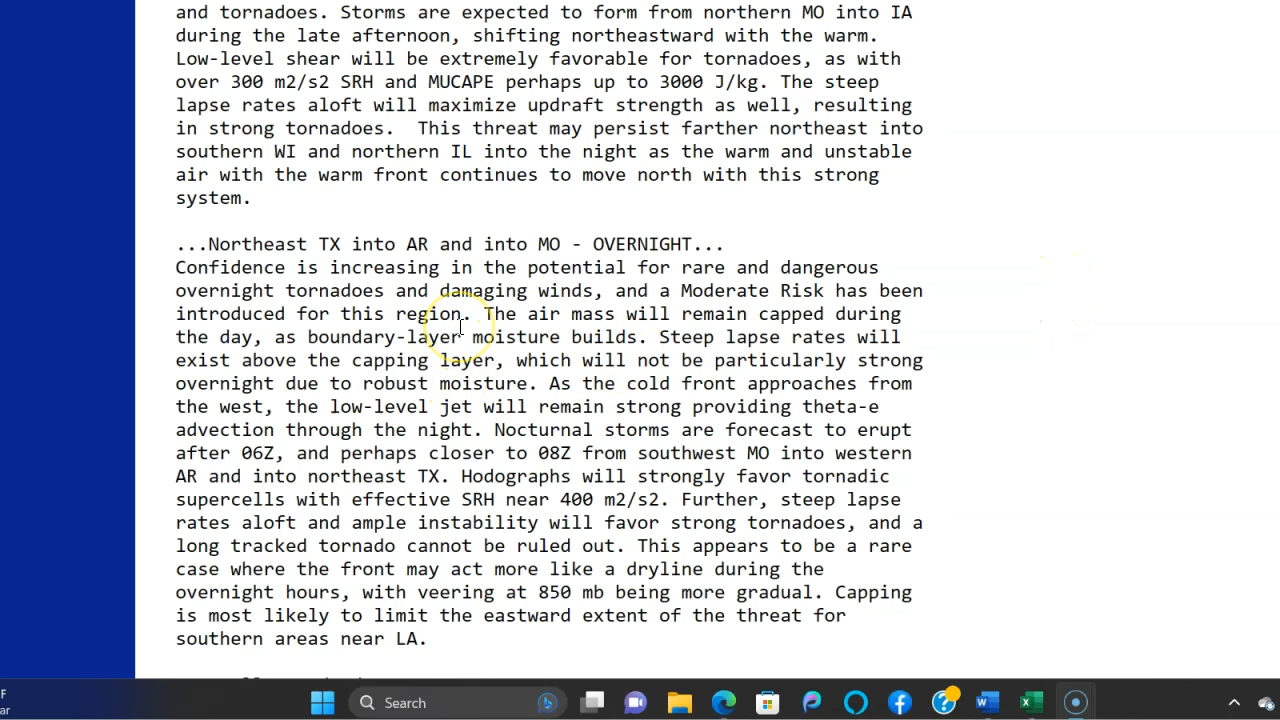 and tornadoes. Storms are expected to form from northern MO into IA
during the late afternoon, shifting northeastward with the warm.
Low-level shear will be extremely favorable for tornadoes, as with
over 300 m2/s2 SRH and MUCAPE perhaps up to 3000 J/kg. The steep
lapse rates aloft will maximize updraft strength as well, resulting
in strong tornadoes.  This threat may persist farther northeast into
southern WI and northern IL into the night as the warm and unstable
air with the warm front continues to move north with this strong
system.
...Northeast TX into AR and into MO - OVERNIGHT...
Confidence is increasing in the potential for rare and dangerous
overnight tornadoes and damaging winds, and a Moderate Risk has been
introduced for this region. The air mass will remain capped during
the day, as boundary-layer moisture builds. Steep lapse rates will
exist above the capping layer, which will not be particularly strong
overnight due to robust moisture. As the cold front approaches from
the west, the low-level jet will remain strong providing theta-e
advection through the night. Nocturnal storms are forecast to erupt
after 06Z, and perhaps closer to 08Z from southwest MO into western
AR and into northeast TX. Hodographs will strongly favor tornadic
supercells with effective SRH near 400 m2/s2. Further, steep lapse
rates aloft and ample instability will favor strong tornadoes, and a
long tracked tornado cannot be ruled out. This appears to be a rare
case where the front may act more like a dryline during the
overnight hours, with veering at 850 mb being more gradual. Capping
is most likely to limit the eastward extent of the threat for
southern areas near LA.
Search